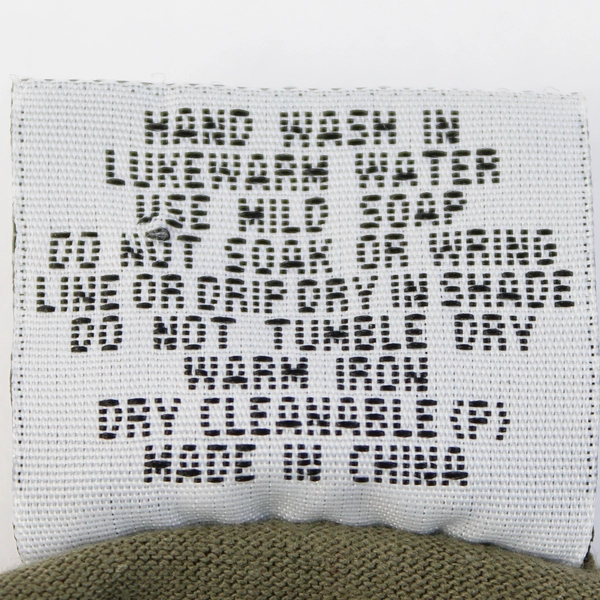 HAND WASH IN
LUKEWARM WATER
USE MILD SOAP
DO NOT SOAK OR WRING
LINE OR DRIP DRY IN SHADE
DO NOT TUMBLE DRY
WARM IRON
DRY CLEANABLE(P)
MADE IN CHINA